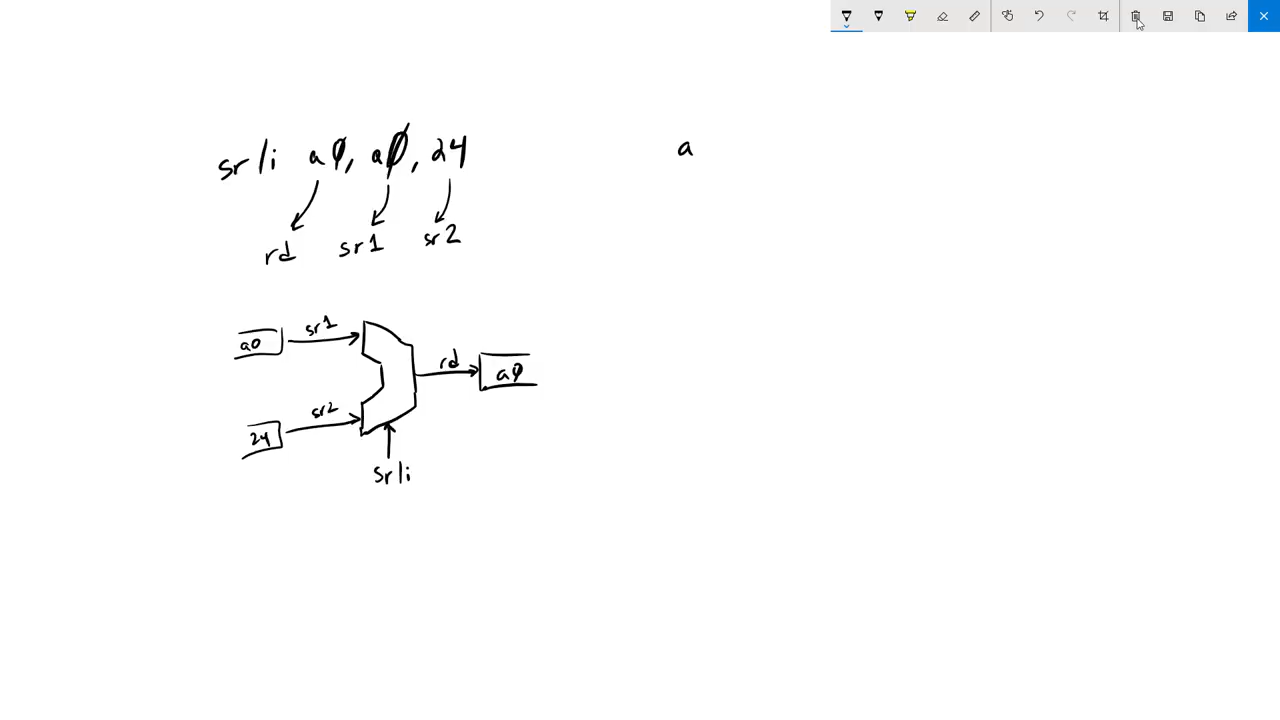 srli a0, a0, 24
a
rd sr1 sr2
a0 sr1
rd a0
24 sr2
srli